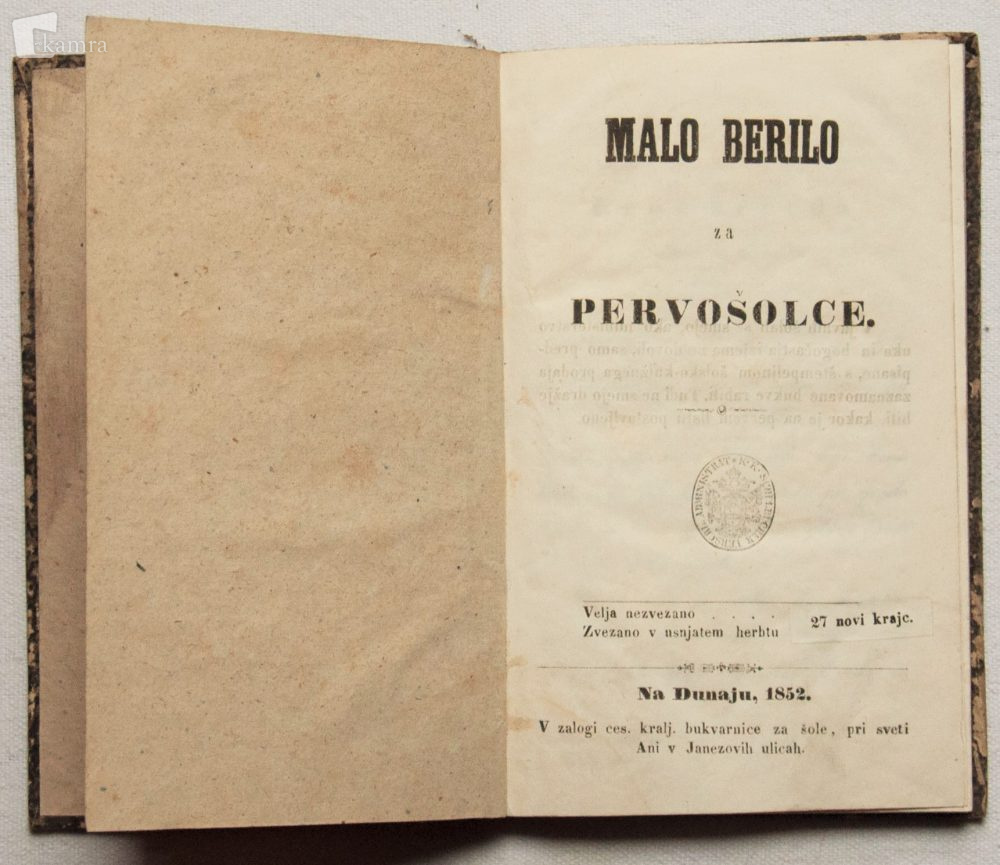 kamra
MALO BERILO
za
PERVOŠOLCE.
K. K. ADMINISTRAT
Velja nezvezano . . . .
Zvezano v usnjatem herbtu
27 novi krajc.
Na Dunaju, 1852.
V zalogi ces. kralj. bukvarnice za šole, pri sveti
Ani v Janezovih ulicah.